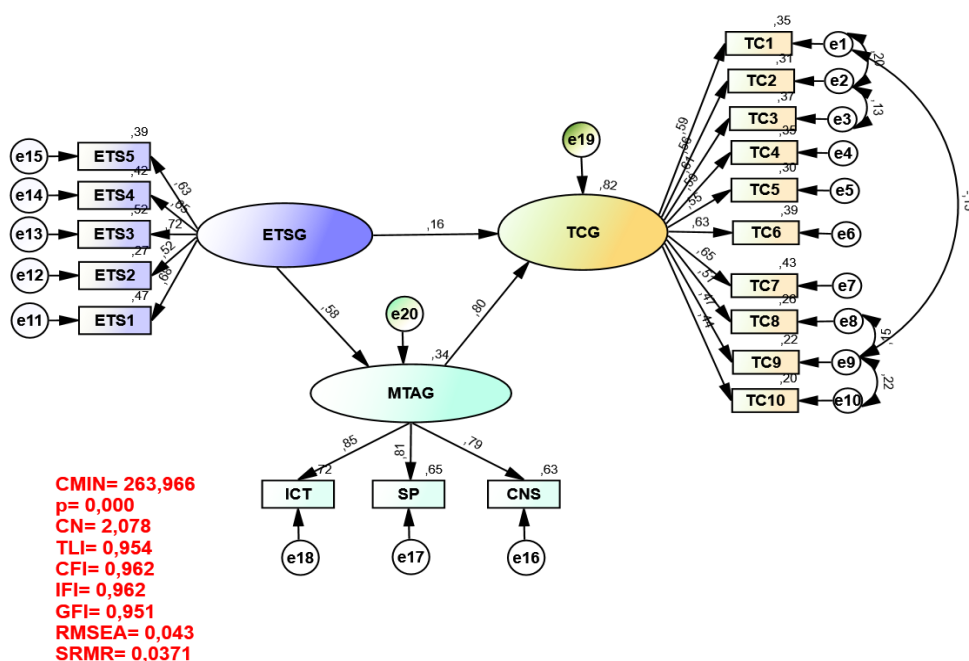 ,35
TC1
e1
,20
,31
TC2
e2
,13
,37
TC3
e3
,35
TC4
e4
,30
TC5
e5
,39
TC6
e6
,43
TC7
e7
,26
TC8
e8
,22
TC9
e9
,22
,20
TC10
e10
,59
,56
,61
,59
,55
,63
,65
,51
,47
,44
e19
,82
TCG
,39
e15
ETS5
,42
e14
ETS4
,52
e13
ETS3
,27
e12
ETS2
,47
e11
ETS1
,63
,65
,72
,52
,68
ETSG
,16
,58
,80
e20
,34
MTAG
,85
,81
,79
,72
ICT
,65
SP
,63
CNS
e18
e17
e16
CMIN= 263,966
p= 0,000
CN= 2,078
TLI= 0,954
CFI= 0,962
IFI= 0,962
GFI= 0,951
RMSEA= 0,043
SRMR= 0,0371